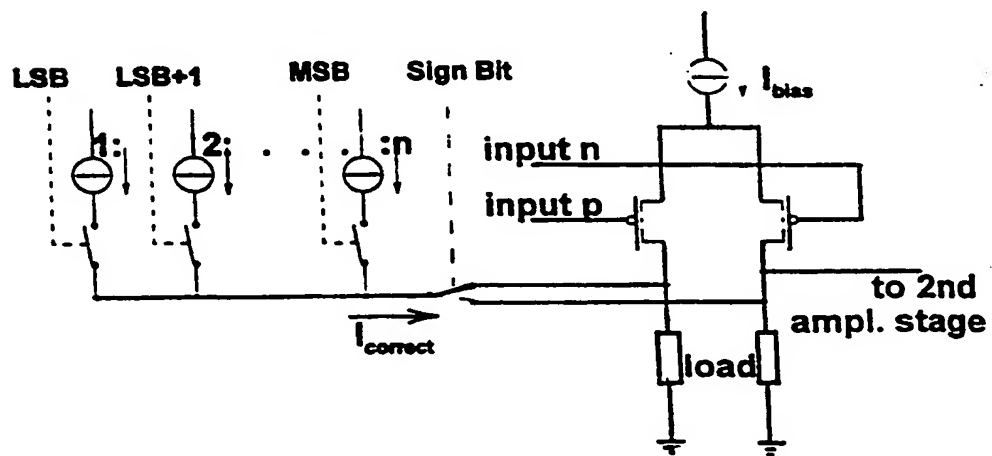 LSB
LSB+1
MSB
Sign Bit
I bias
1:
2:
. . . . :n
input n
input p
I correct
to 2nd
ampl. stage
load